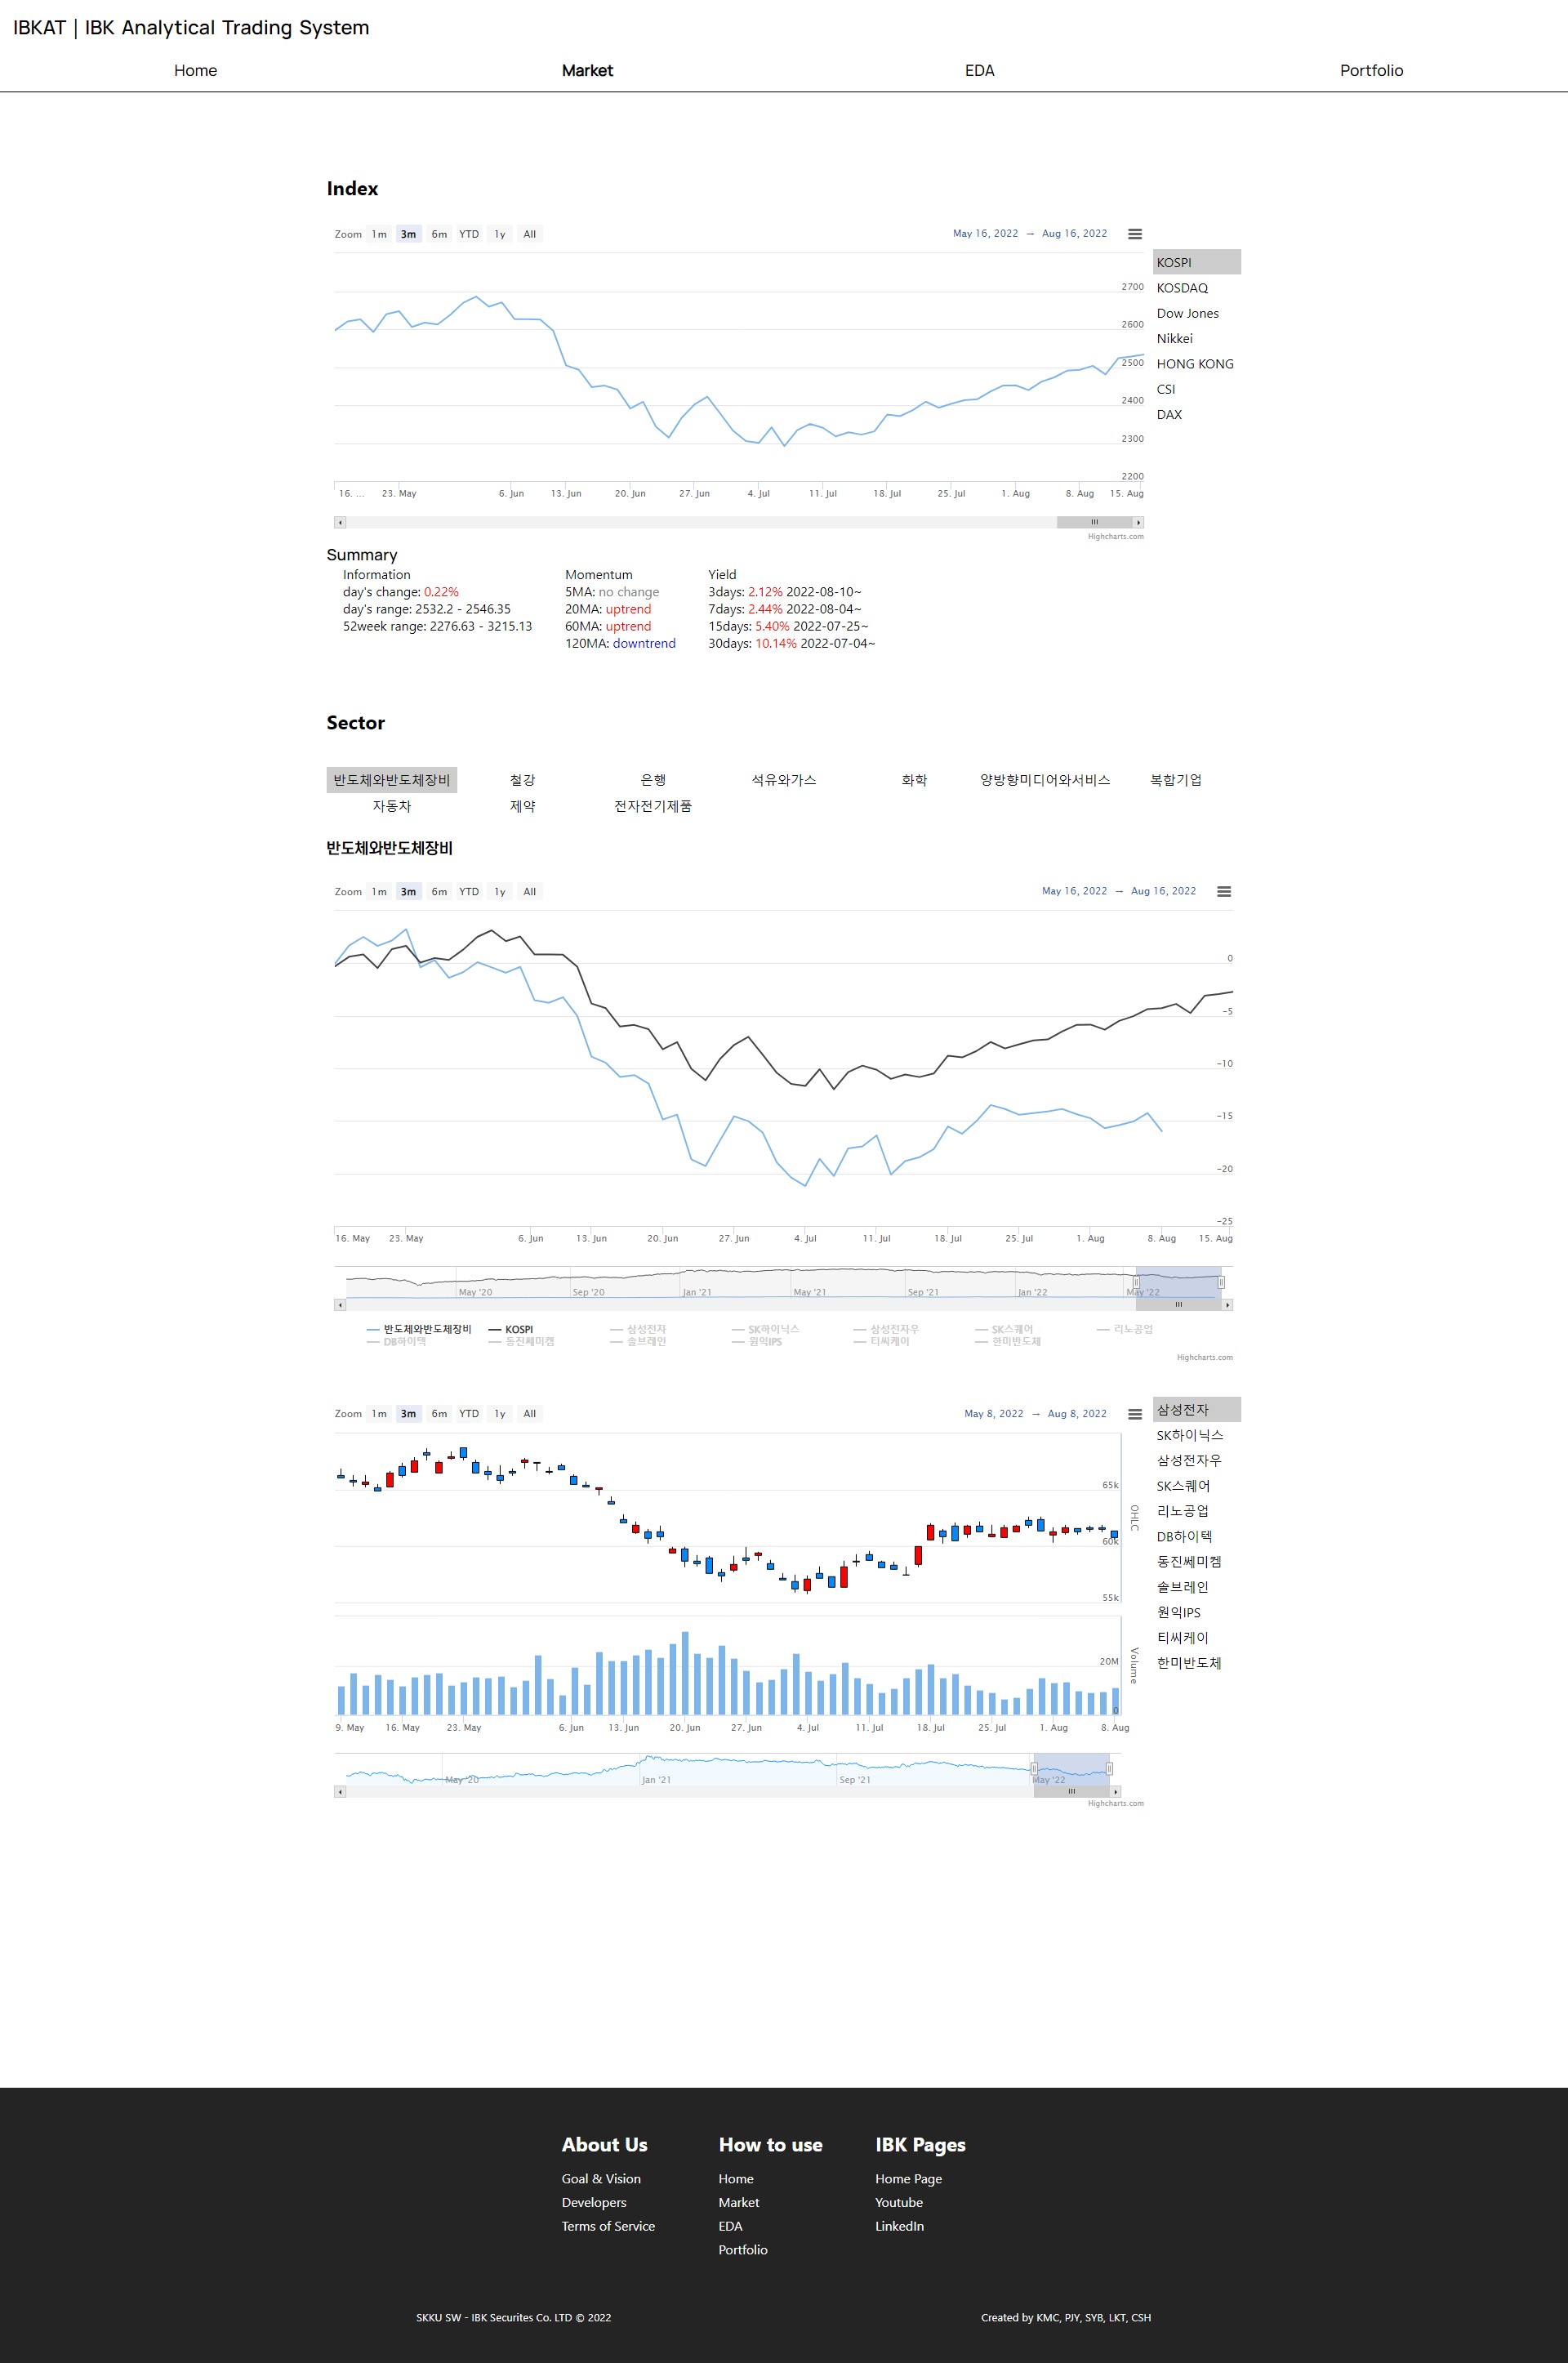 IBKAT | IBK Analytical Trading System
Home Market EDA Portfolio
Index
Zoom 1m 3m 6m YTD 1y All May 16, 2022 → Aug 16, 2022
KOSPI
KOSDAQ
Dow Jones
Nikkei
HONG KONG
CSI
DAX
2700
2600
2500
2400
2300
2200
16. ... 23. May 6. Jun 13. Jun 20. Jun 27. Jun 4. Jul 11. Jul 18. Jul 25. Jul 1. Aug 8. Aug 15. Aug
Highcharts.com
Summary
Information Momentum Yield
day's change: 0.22% 5MA: no change 3days: 2.12% 2022-08-10~
day's range: 2532.2 - 2546.35 20MA: uptrend 7days: 2.44% 2022-08-04~
52week range: 2276.63 - 3215.13 60MA: uptrend 15days: 5.40% 2022-07-25~
120MA: downtrend 30days: 10.14% 2022-07-04~
Sector
반도체와반도체장비 철강 은행 석유와가스 화학 양방향미디어와서비스 복합기업
자동차 제약 전자전기제품
반도체와반도체장비
Zoom 1m 3m 6m YTD 1y All May 16, 2022 → Aug 16, 2022
0
−5
−10
−15
−20
−25
16. May 23. May 6. Jun 13. Jun 20. Jun 27. Jun 4. Jul 11. Jul 18. Jul 25. Jul 1. Aug 8. Aug 15. Aug
May '20 Sep '20 Jan '21 May '21 Sep '21 Jan '22 May '22
반도체와반도체장비 KOSPI 삼성전자 SK하이닉스 삼성전자우 SK스퀘어 리노공업
DB하이텍 동진쎄미켐 솔브레인 원익IPS 티씨케이 한미반도체
Highcharts.com
Zoom 1m 3m 6m YTD 1y All May 8, 2022 → Aug 8, 2022
삼성전자
SK하이닉스
삼성전자우
SK스퀘어
리노공업
DB하이텍
동진쎄미켐
솔브레인
원익IPS
티씨케이
한미반도체
65k
60k
55k
OHLC
20M
0
Volume
9. May 16. May 23. May 6. Jun 13. Jun 20. Jun 27. Jun 4. Jul 11. Jul 18. Jul 25. Jul 1. Aug 8. Aug
May '20 Jan '21 Sep '21 May '22
Highcharts.com
About Us How to use IBK Pages
Goal & Vision Home Home Page
Developers Market Youtube
Terms of Service EDA LinkedIn
Portfolio
SKKU SW - IBK Securites Co. LTD © 2022 Created by KMC, PJY, SYB, LKT, CSH